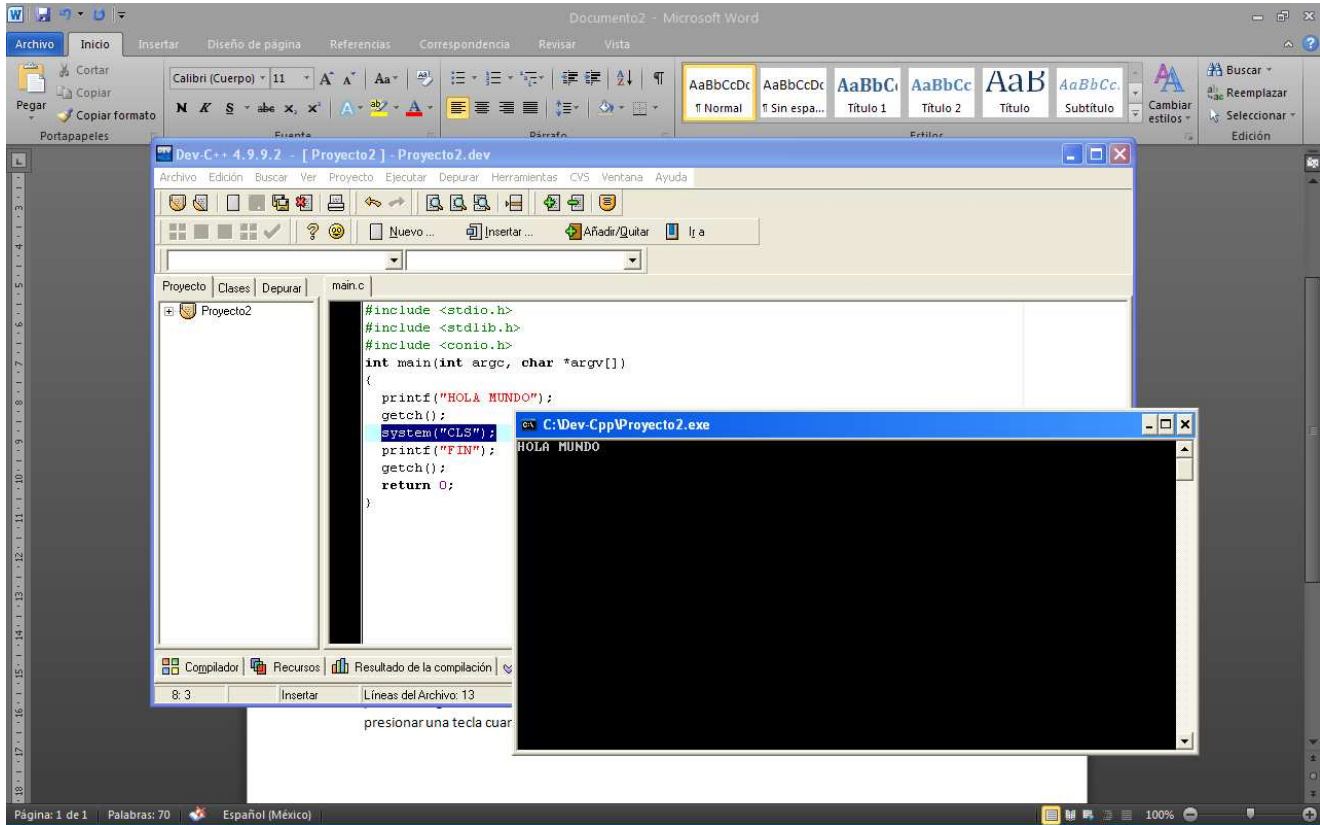 Documento2 - Microsoft Word
Archivo Inicio Insertar Diseño de página Referencias Correspondencia Revisar Vista
Pegar
Cortar
Copiar
Copiar formato
Portapapeles
Calibri (Cuerpo) 11 A A Aa
N K S abc x, x² A ab A
Fuente
Párrafo
AaBbCcDc AaBbCcDc AaBbC AaBbCc AaB AaBbCc.
¶ Normal ¶ Sin espa... Título 1 Título 2 Título Subtítulo
Cambiar estilos
Estilos
Buscar
Reemplazar
Seleccionar
Edición
Dev-C++ 4.9.9.2 - [ Proyecto2 ] - Proyecto2.dev
Archivo Edición Buscar Ver Proyecto Ejecutar Depurar Herramientas CVS Ventana Ayuda
Nuevo ... Insertar ... Añadir/Quitar Ir a
Proyecto Clases Depurar main.c
Proyecto2
#include <stdio.h>
#include <stdlib.h>
#include <conio.h>
int main(int argc, char *argv[])
{
printf("HOLA MUNDO");
getch();
system("CLS");
printf("FIN");
getch();
return 0;
}
C:\Dev-Cpp\Proyecto2.exe
HOLA MUNDO
Compilador Recursos Resultado de la compilación
8: 3 Insertar Líneas del Archivo: 13
presionar una tecla cuan
Página: 1 de 1 Palabras: 70 Español (México) 100%